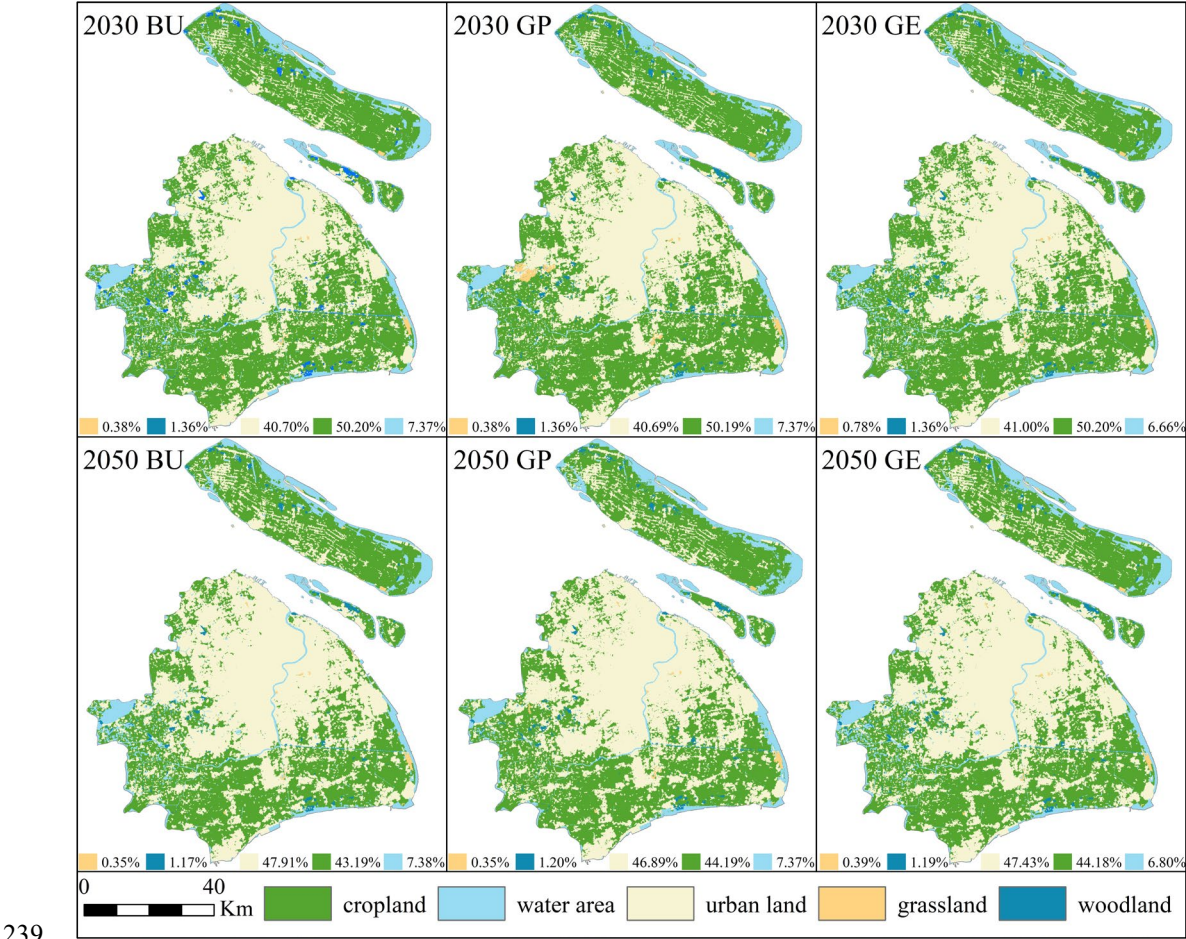 2030 BU
2030 GP
2030 GE
0.38% 1.36% 40.70% 50.20% 7.37%
0.38% 1.36% 40.69% 50.19% 7.37%
0.78% 1.36% 41.00% 50.20% 6.66%
2050 BU
2050 GP
2050 GE
0.35% 1.17% 47.91% 43.19% 7.38%
0.35% 1.20% 46.89% 44.19% 7.37%
0.39% 1.19% 47.43% 44.18% 6.80%
0 40
Km
cropland water area urban land grassland woodland
239